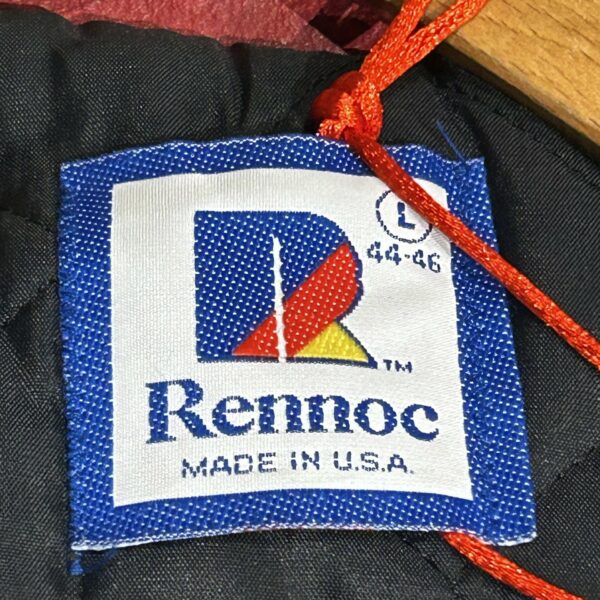 L
44-46
R
TM
Rennoc
MADE IN U.S.A.